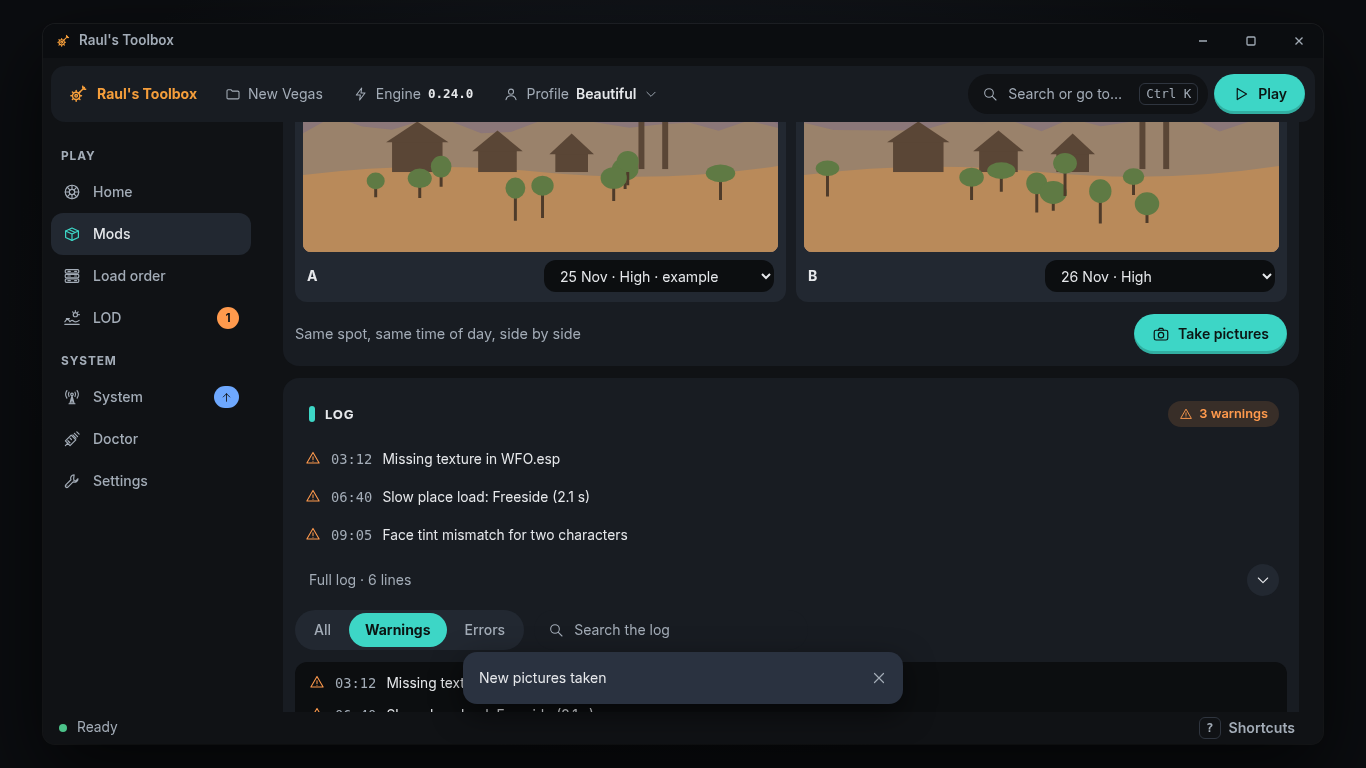 Raul's Toolbox
Raul's Toolbox New Vegas Engine 0.24.0 Profile Beautiful Search or go to... Ctrl K Play
PLAY
Home
Mods
Load order
LOD 1
SYSTEM
System
Doctor
Settings
A 25 Nov · High · example
B 26 Nov · High
Same spot, same time of day, side by side Take pictures
LOG 3 warnings
03:12 Missing texture in WFO.esp
06:40 Slow place load: Freeside (2.1 s)
09:05 Face tint mismatch for two characters
Full log · 6 lines
All Warnings Errors Search the log
03:12 Missing text
New pictures taken
Ready ? Shortcuts